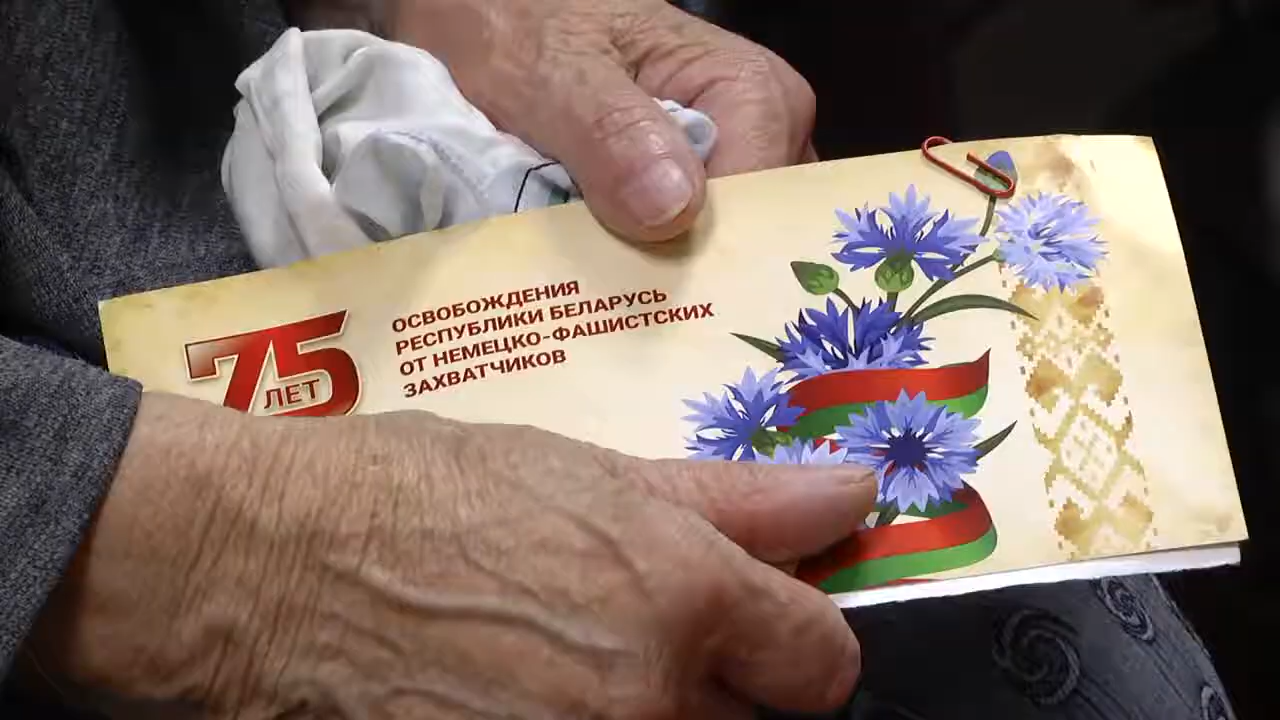 75
ЛЕТ
ОСВОБОЖДЕНИЯ
РЕСПУБЛИКИ БЕЛАРУСЬ
ОТ НЕМЕЦКО-ФАШИСТСКИХ
ЗАХВАТЧИКОВ